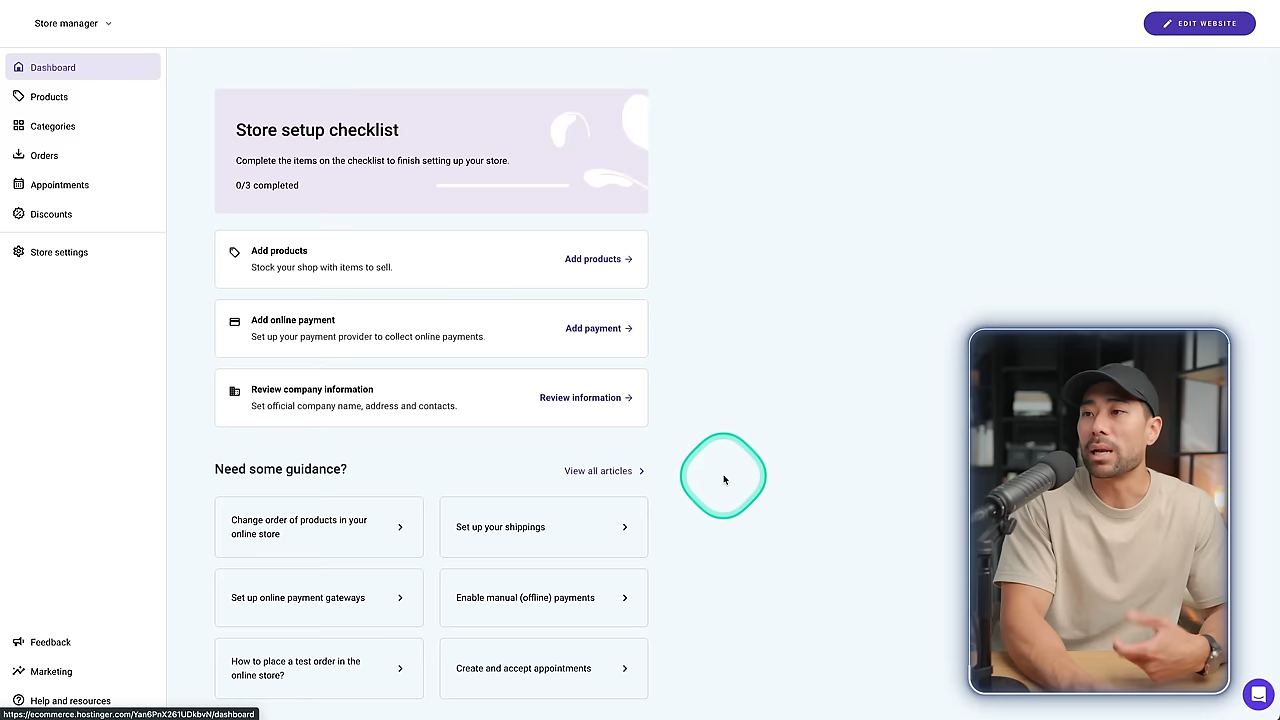 Store manager
EDIT WEBSITE
Dashboard
Products
Categories
Orders
Appointments
Discounts
Store settings
Store setup checklist
Complete the items on the checklist to finish setting up your store.
0/3 completed
Add products
Stock your shop with items to sell.
Add products
Add online payment
Set up your payment provider to collect online payments.
Add payment
Review company information
Set official company name, address and contacts.
Review information
Need some guidance?
View all articles
Change order of products in your
online store
Set up your shippings
Set up online payment gateways
Enable manual (offline) payments
How to place a test order in the
online store?
Create and accept appointments
Feedback
Marketing
Help and resources
https://ecommerce.hostinger.com/Yan6PnX261UDkbvN/dashboard